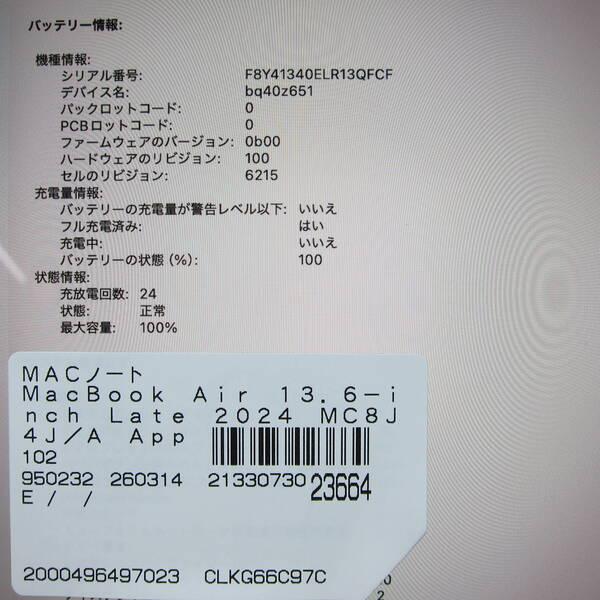 バッテリー情報:
機種情報:
シリアル番号: F8Y41340ELR13QFCF
デバイス名: bq40z651
パックロットコード: 0
PCBロットコード: 0
ファームウェアのバージョン: 0b00
ハードウェアのリビジョン: 100
セルのリビジョン: 6215
充電量情報:
バッテリーの充電量が警告レベル以下: いいえ
フル充電済み: はい
充電中: いいえ
バッテリーの状態 (%): 100
状態情報:
充放電回数: 24
状態: 正常
最大容量: 100%
MACノート
MacBook Air 13.6-i
nch Late 2024 MC8J
4J/A App
102
950232 260314 21330730 23664
E / /
2000496497023 CLKG66C97C
0
2